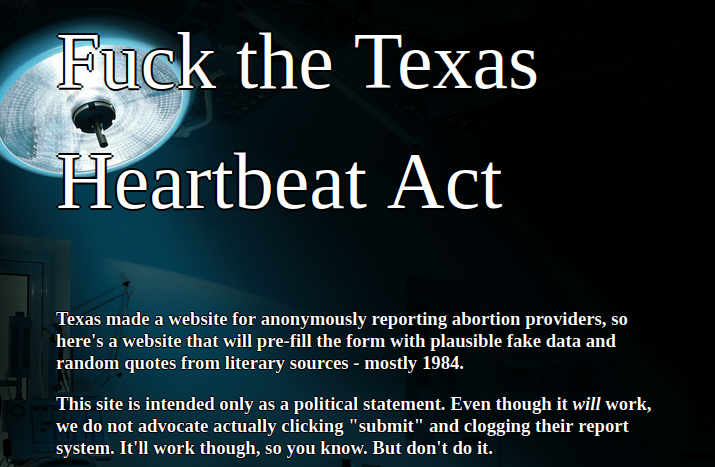 Fuck the Texas
Heartbeat Act
Texas made a website for anonymously reporting abortion providers, so
here's a website that will pre-fill the form with plausible fake data and
random quotes from literary sources - mostly 1984.
This site is intended only as a political statement. Even though it will work,
we do not advocate actually clicking "submit" and clogging their report
system. It'll work though, so you know. But don't do it.